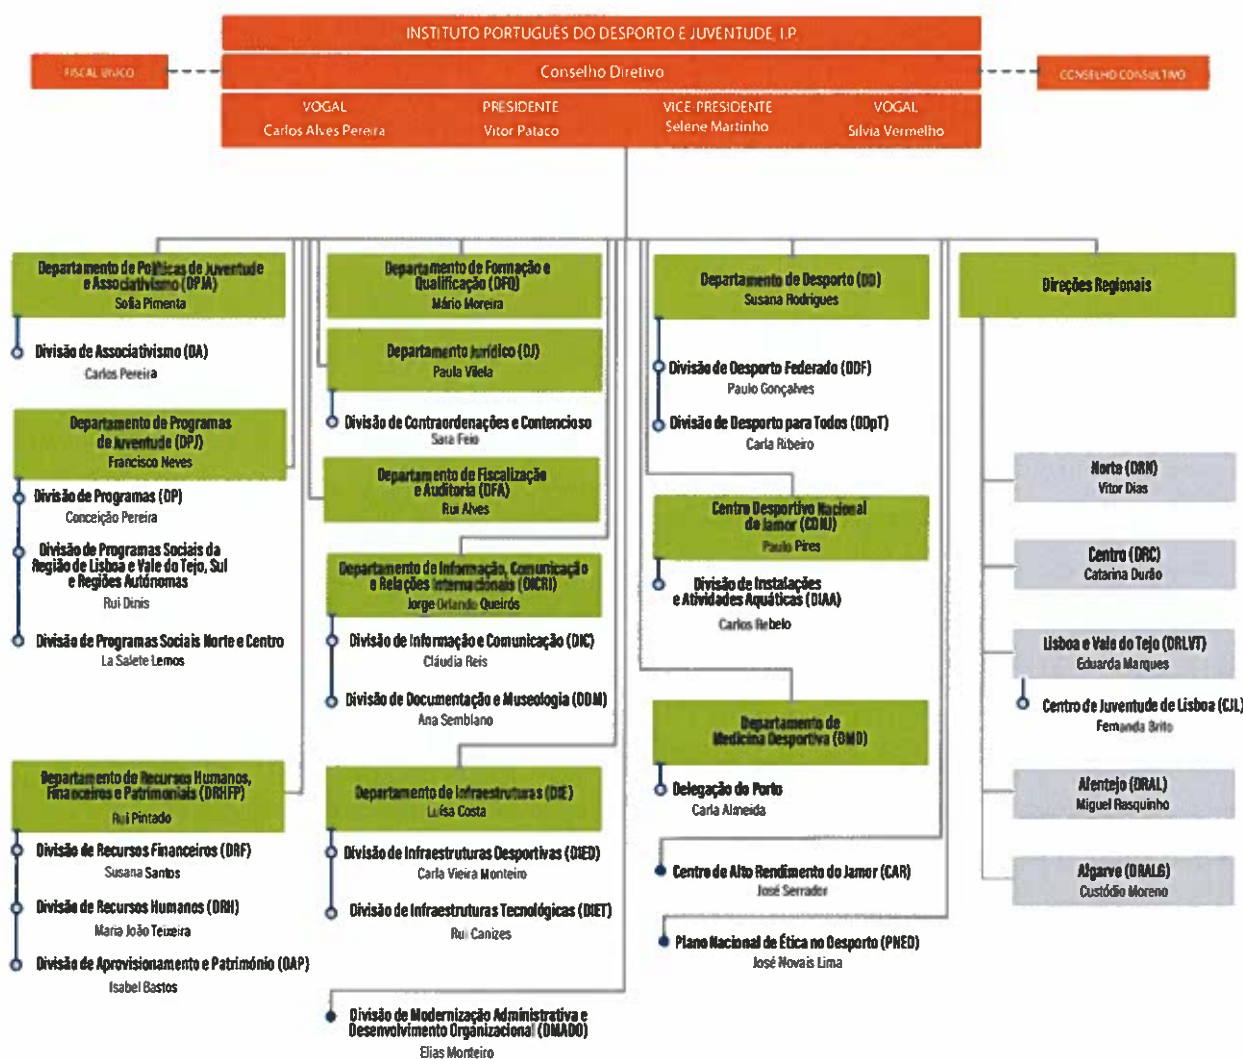 INSTITUTO PORTUGUÊS DO DESPORTO E JUVENTUDE, I.P.
FISCAL ÚNICO
Conselho Diretivo
CONSELHO CONSULTIVO
VOGAL
Carlos Alves Pereira
PRESIDENTE
Vitor Pataco
VICE-PRESIDENTE
Selene Martinho
VOGAL
Silvia Vermelho
Departamento de Políticas de Juventude
e Associativismo (DPJA)
Sofia Pimenta
Divisão de Associativismo (DA)
Carlos Pereira
Departamento de Programas
de Juventude (DPJ)
Francisco Neves
Divisão de Programas (DP)
Conceição Pereira
Divisão de Programas Sociais da
Região de Lisboa e Vale do Tejo, Sul
e Regiões Autónomas
Rui Dinis
Divisão de Programas Sociais Norte e Centro
La Salete Lemos
Departamento de Recursos Humanos,
Financeiros e Patrimoniais (DRHFP)
Rui Pintado
Divisão de Recursos Financeiros (DRF)
Susana Santos
Divisão de Recursos Humanos (DRH)
Maria João Teixeira
Divisão de Aprovisionamento e Património (DAP)
Isabel Bastos
Departamento de Formação e
Qualificação (DFQ)
Mário Moreira
Departamento Jurídico (DJ)
Paula Vilela
Divisão de Contraordenações e Contencioso
Sara Feio
Departamento de Fiscalização
e Auditoria (DFA)
Rui Alves
Departamento de Informação, Comunicação
e Relações Internacionais (DICRI)
Jorge Orlando Queirós
Divisão de Informação e Comunicação (DIC)
Cláudia Reis
Divisão de Documentação e Museologia (DDM)
Ana Semblano
Departamento de Infraestruturas (DIE)
Luísa Costa
Divisão de Infraestruturas Desportivas (DIED)
Carla Vieira Monteiro
Divisão de Infraestruturas Tecnológicas (DIET)
Rui Canizes
Divisão de Modernização Administrativa e
Desenvolvimento Organizacional (DMADO)
Elias Monteiro
Departamento de Desporto (DD)
Susana Rodrigues
Divisão de Desporto Federado (DDF)
Paulo Gonçalves
Divisão de Desporto para Todos (DDpT)
Carla Ribeiro
Centro Desportivo Nacional
do Jamor (CDNJ)
Paulo Pires
Divisão de Instalações
e Atividades Aquáticas (DIAA)
Carlos Rebelo
Departamento de
Medicina Desportiva (DMD)
Delegação do Porto
Carla Almeida
Centro de Alto Rendimento do Jamor (CAR)
José Serrador
Plano Nacional de Ética no Desporto (PNED)
José Novais Lima
Direções Regionais
Norte (DRN)
Vitor Dias
Centro (DRC)
Catarina Durão
Lisboa e Vale do Tejo (DRLVT)
Eduarda Marques
Centro de Juventude de Lisboa (CJL)
Fernanda Brito
Alentejo (DRAL)
Miguel Rasquinho
Algarve (DRALG)
Custódio Moreno